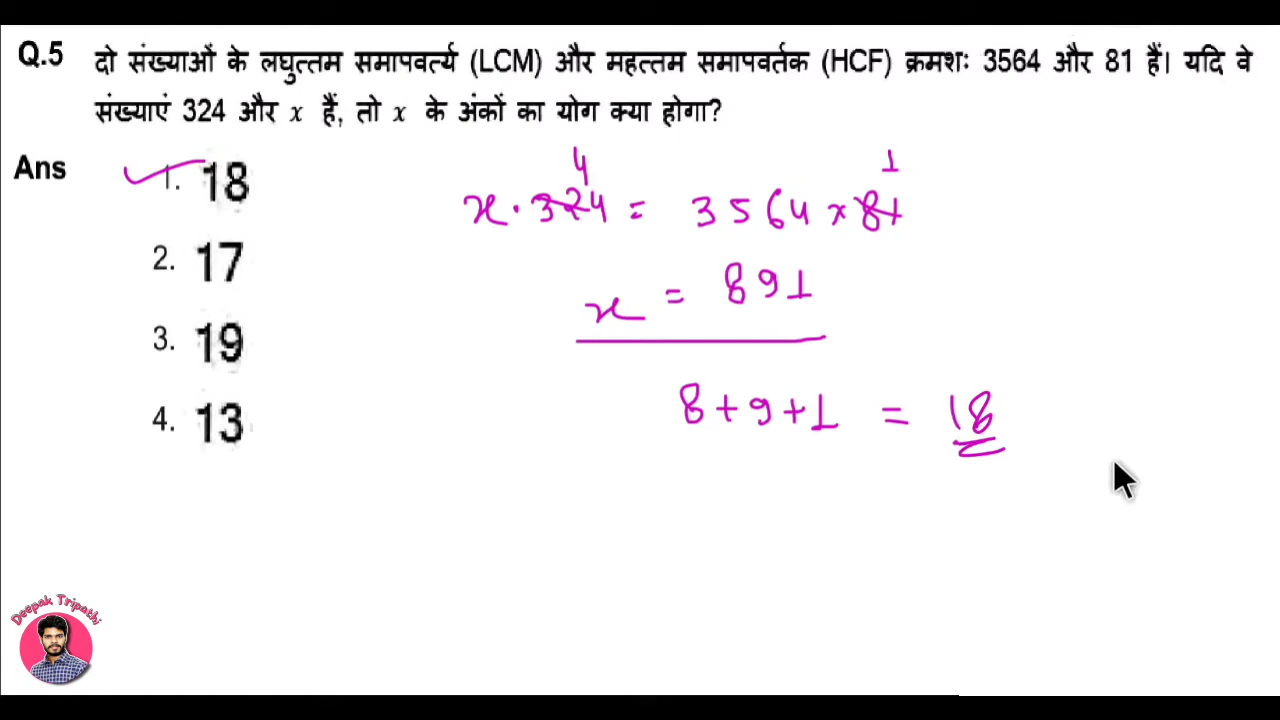 Q.5 दो संख्याओं के लघुत्तम समापवर्त्य (LCM) और महत्तम समापवर्तक (HCF) क्रमशः 3564 और 81 हैं। यदि वे
संख्याएं 324 और x हैं, तो x के अंकों का योग क्या होगा?
Ans 1. 18
2. 17
3. 19
4. 13
4 1
x · 324 = 3564 × 81
x = 891
8+9+1 = 18
Deepak Tripathi